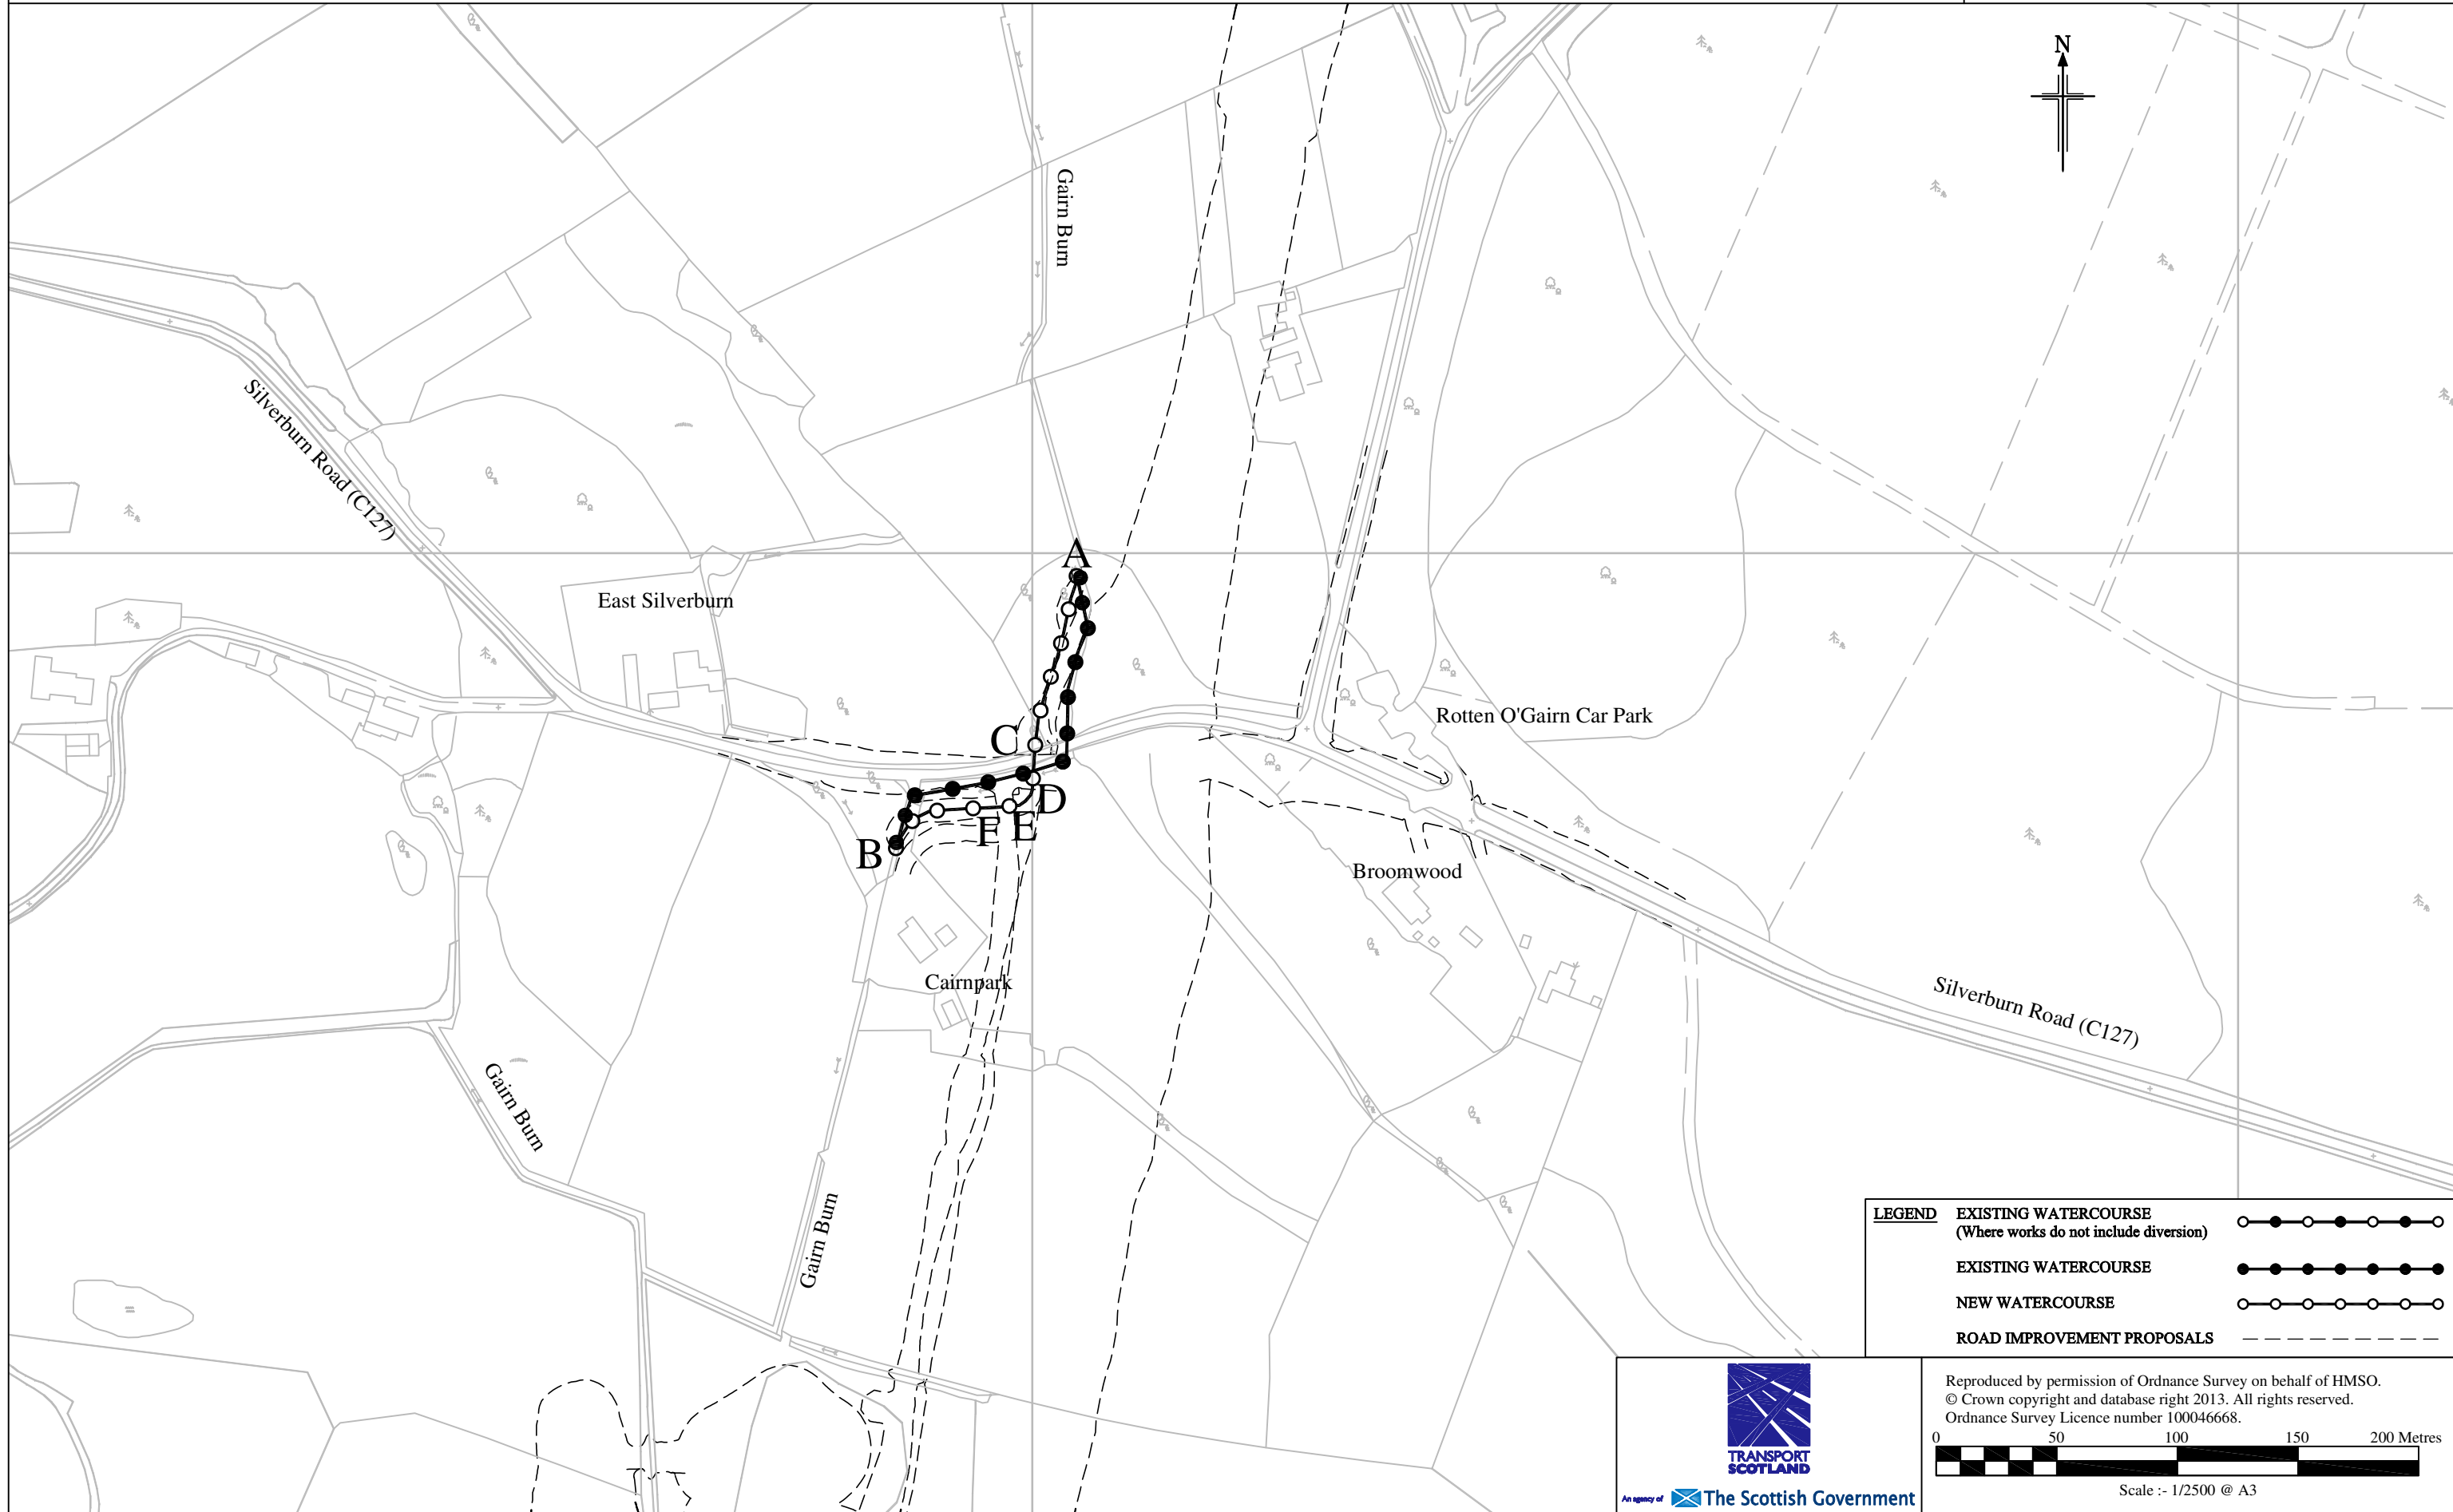 N
Gairn Burn
Silverburn Road (C127)
A
East Silverburn
Rotten O'Gairn Car Park
C
D
F E
B
Broomwood
Cairnpark
Silverburn Road (C127)
Gairn Burn
Gairn Burn
LEGEND EXISTING WATERCOURSE
(Where works do not include diversion)
EXISTING WATERCOURSE
NEW WATERCOURSE
ROAD IMPROVEMENT PROPOSALS
TRANSPORT
SCOTLAND
An agency of The Scottish Government
Reproduced by permission of Ordnance Survey on behalf of HMSO.
© Crown copyright and database right 2013. All rights reserved.
Ordnance Survey Licence number 100046668.
0 50 100 150 200 Metres
Scale :- 1/2500 @ A3